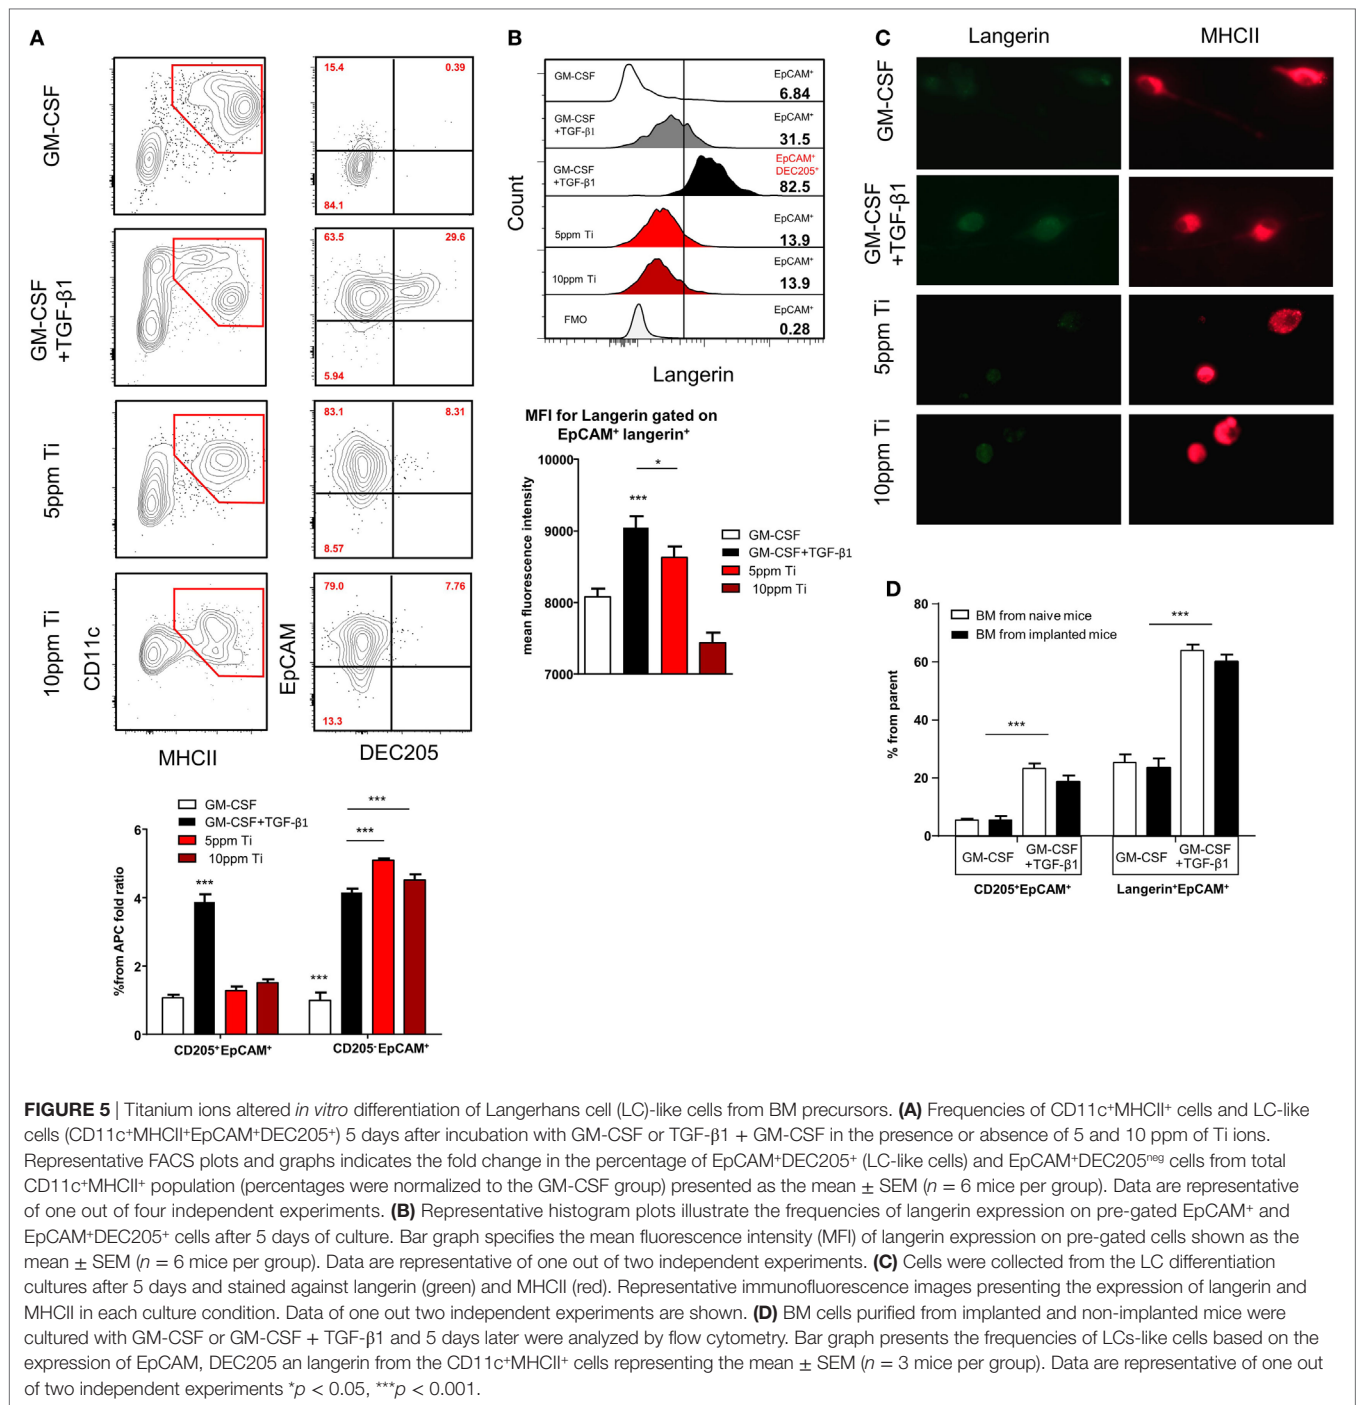 A
GM-CSF
15.4
0.39
84.1
GM-CSF
+TGF-β1
63.5
29.6
5.94
5ppm Ti
83.1
8.31
8.57
10ppm Ti
79.0
7.76
13.3
CD11c
EpCAM
MHCII
DEC205
GM-CSF
GM-CSF+TGF-β1
5ppm Ti
10ppm Ti
%from APC fold ratio
6
4
2
0
***
***
***
***
CD205⁺EpCAM⁺
CD205⁻EpCAM⁺
B
GM-CSF
EpCAM⁺
6.84
GM-CSF
+TGF-β1
EpCAM⁺
31.5
GM-CSF
+TGF-β1
EpCAM⁺
DEC205⁺
82.5
5ppm Ti
EpCAM⁺
13.9
10ppm Ti
EpCAM⁺
13.9
FMO
EpCAM⁺
0.28
Count
Langerin
MFI for Langerin gated on
EpCAM⁺ langerin⁺
mean fluorescence intensity
10000
9000
8000
7000
***
*
GM-CSF
GM-CSF+TGF-β1
5ppm Ti
10ppm Ti
C
Langerin
MHCII
GM-CSF
GM-CSF
+TGF-β1
5ppm Ti
10ppm Ti
D
% from parent
80
60
40
20
0
BM from naive mice
BM from implanted mice
***
***
GM-CSF
GM-CSF
+TGF-β1
GM-CSF
GM-CSF
+TGF-β1
CD205⁺EpCAM⁺
Langerin⁺EpCAM⁺
FIGURE 5 | Titanium ions altered in vitro differentiation of Langerhans cell (LC)-like cells from BM precursors. (A) Frequencies of CD11c⁺MHCII⁺ cells and LC-like
cells (CD11c⁺MHCII⁺EpCAM⁺DEC205⁺) 5 days after incubation with GM-CSF or TGF-β1 + GM-CSF in the presence or absence of 5 and 10 ppm of Ti ions.
Representative FACS plots and graphs indicates the fold change in the percentage of EpCAM⁺DEC205⁺ (LC-like cells) and EpCAM⁺DEC205ⁿᵉᵍ cells from total
CD11c⁺MHCII⁺ population (percentages were normalized to the GM-CSF group) presented as the mean ± SEM (n = 6 mice per group). Data are representative
of one out of four independent experiments. (B) Representative histogram plots illustrate the frequencies of langerin expression on pre-gated EpCAM⁺ and
EpCAM⁺DEC205⁺ cells after 5 days of culture. Bar graph specifies the mean fluorescence intensity (MFI) of langerin expression on pre-gated cells shown as the
mean ± SEM (n = 6 mice per group). Data are representative of one out of two independent experiments. (C) Cells were collected from the LC differentiation
cultures after 5 days and stained against langerin (green) and MHCII (red). Representative immunofluorescence images presenting the expression of langerin and
MHCII in each culture condition. Data of one out two independent experiments are shown. (D) BM cells purified from implanted and non-implanted mice were
cultured with GM-CSF or GM-CSF + TGF-β1 and 5 days later were analyzed by flow cytometry. Bar graph presents the frequencies of LCs-like cells based on the
expression of EpCAM, DEC205 an langerin from the CD11c⁺MHCII⁺ cells representing the mean ± SEM (n = 3 mice per group). Data are representative of one out
of two independent experiments *p < 0.05, ***p < 0.001.